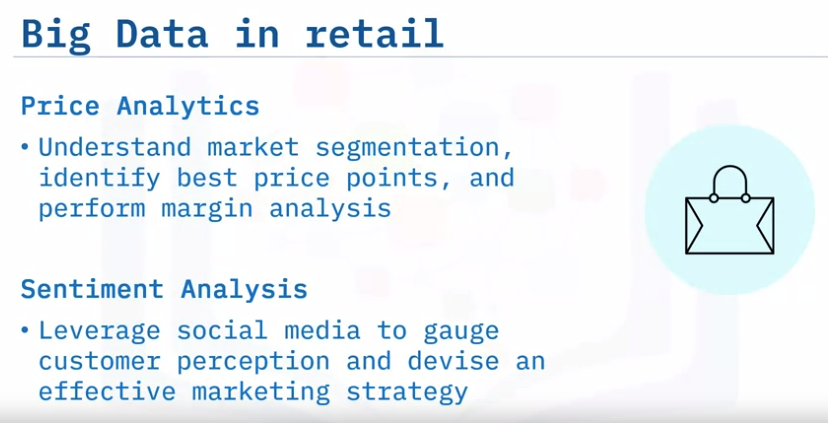 Big Data in retail
Price Analytics
• Understand market segmentation,
identify best price points, and
perform margin analysis
Sentiment Analysis
• Leverage social media to gauge
customer perception and devise an
effective marketing strategy